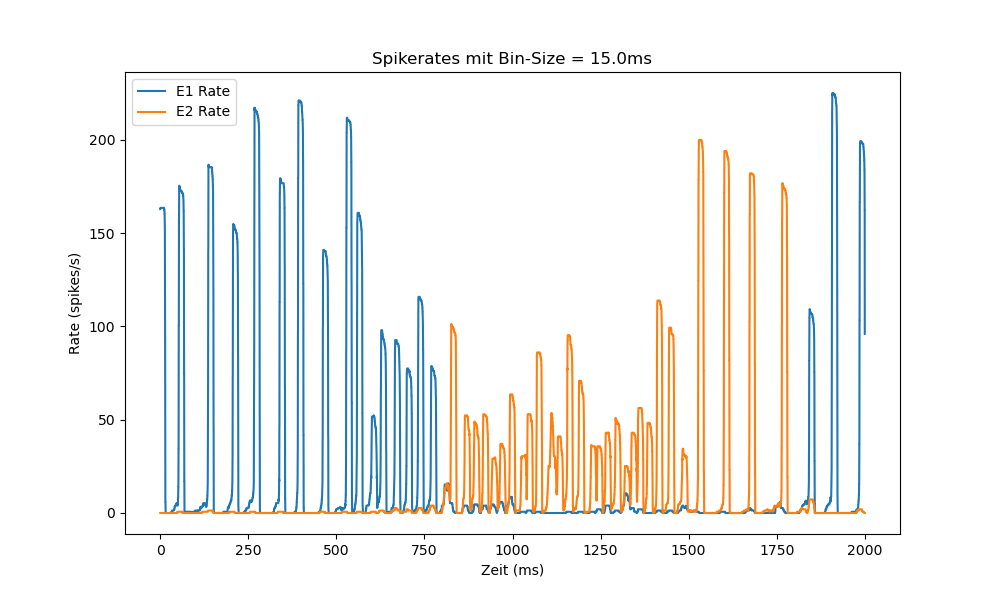 Spikerates mit Bin-Size = 15.0ms
E1 Rate
E2 Rate
Rate (spikes/s)
200
150
100
50
0
0 250 500 750 1000 1250 1500 1750 2000
Zeit (ms)